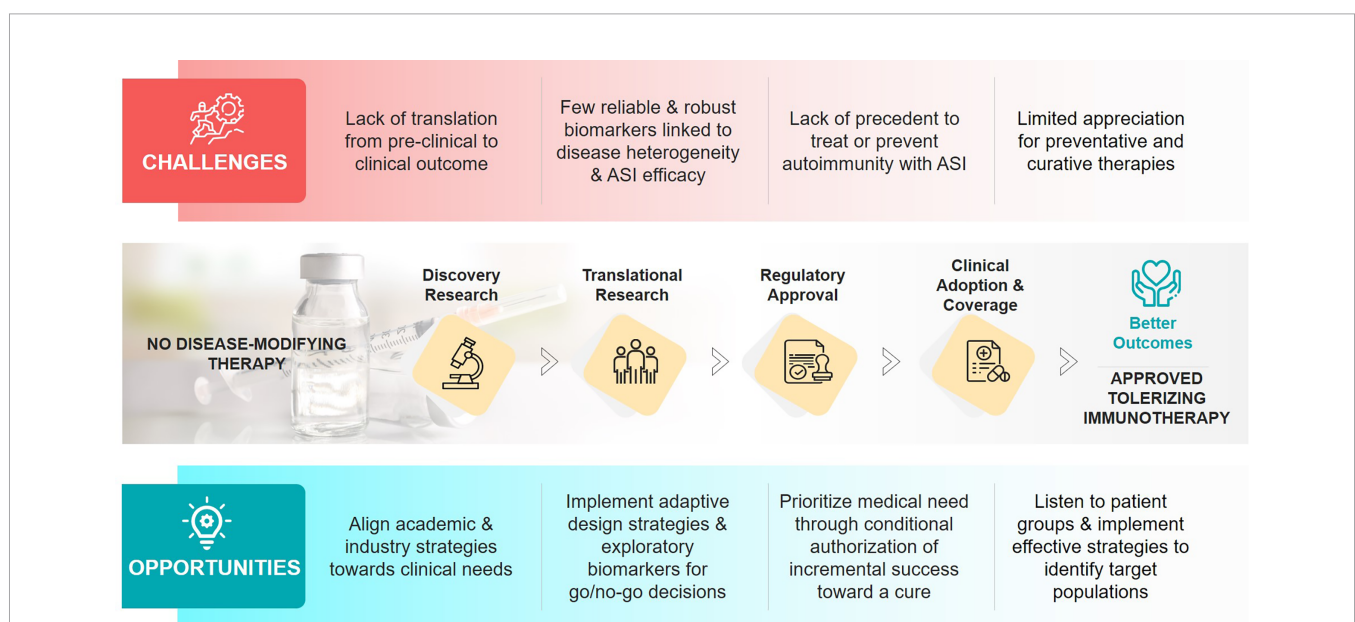 CHALLENGES
Lack of translation
from pre-clinical to
clinical outcome
Few reliable & robust
biomarkers linked to
disease heterogeneity
& ASI efficacy
Lack of precedent to
treat or prevent
autoimmunity with ASI
Limited appreciation
for preventative and
curative therapies
NO DISEASE-MODIFYING
THERAPY
Discovery
Research
Translational
Research
Regulatory
Approval
Clinical
Adoption &
Coverage
Better
Outcomes
APPROVED
TOLERIZING
IMMUNOTHERAPY
OPPORTUNITIES
Align academic &
industry strategies
towards clinical needs
Implement adaptive
design strategies &
exploratory
biomarkers for
go/no-go decisions
Prioritize medical need
through conditional
authorization of
incremental success
toward a cure
Listen to patient
groups & implement
effective strategies to
identify target
populations